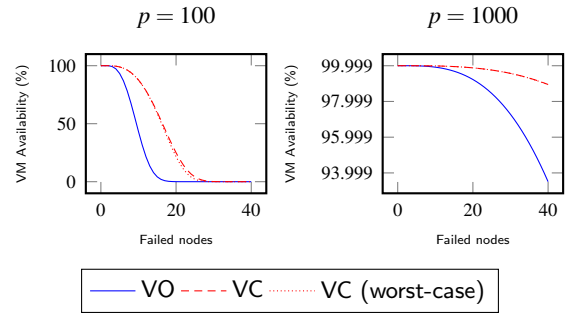 p = 100
VM Availability (%)
100
50
0
0 20 40
Failed nodes
p = 1000
VM Availability (%)
99.999
97.999
95.999
93.999
0 20 40
Failed nodes
VO VC VC (worst-case)